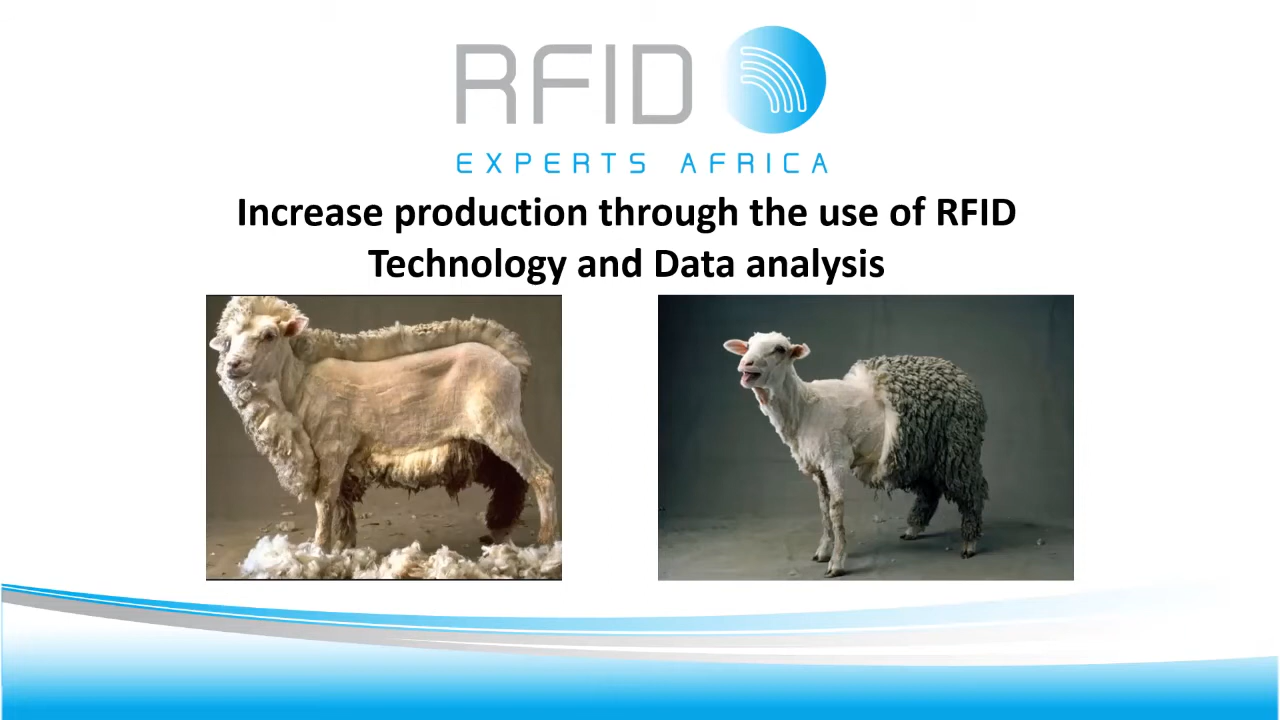 RFID
EXPERTS AFRICA
Increase production through the use of RFID
Technology and Data analysis